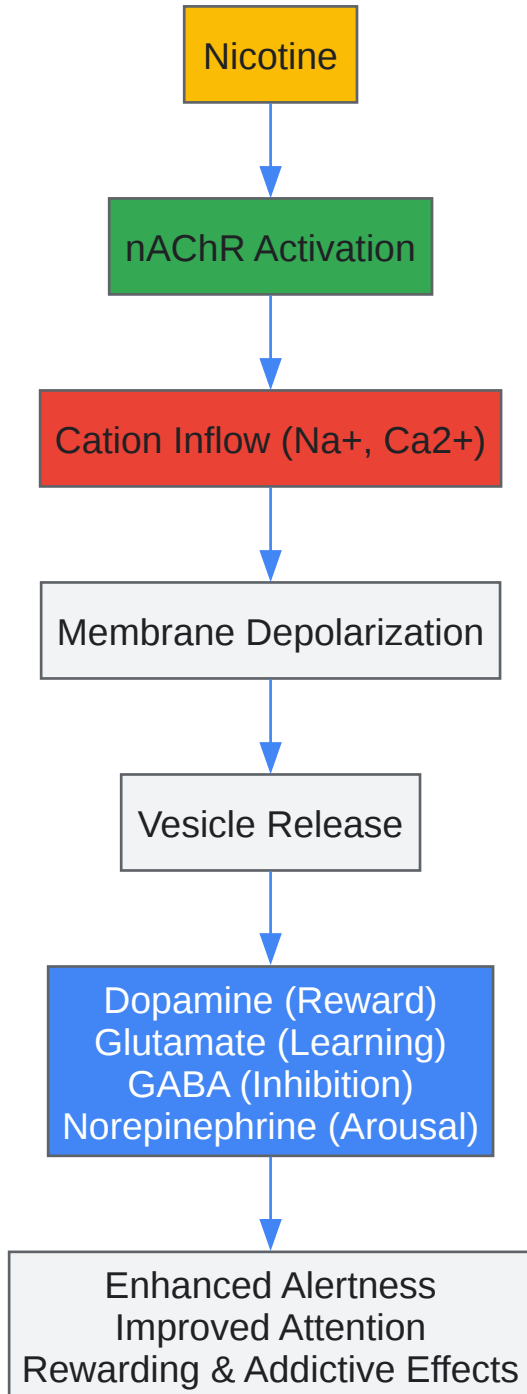 Nicotine
nAChR Activation
Cation Inflow (Na+, Ca2+)
Membrane Depolarization
Vesicle Release
Dopamine (Reward)
Glutamate (Learning)
GABA (Inhibition)
Norepinephrine (Arousal)
Enhanced Alertness
Improved Attention
Rewarding & Addictive Effects